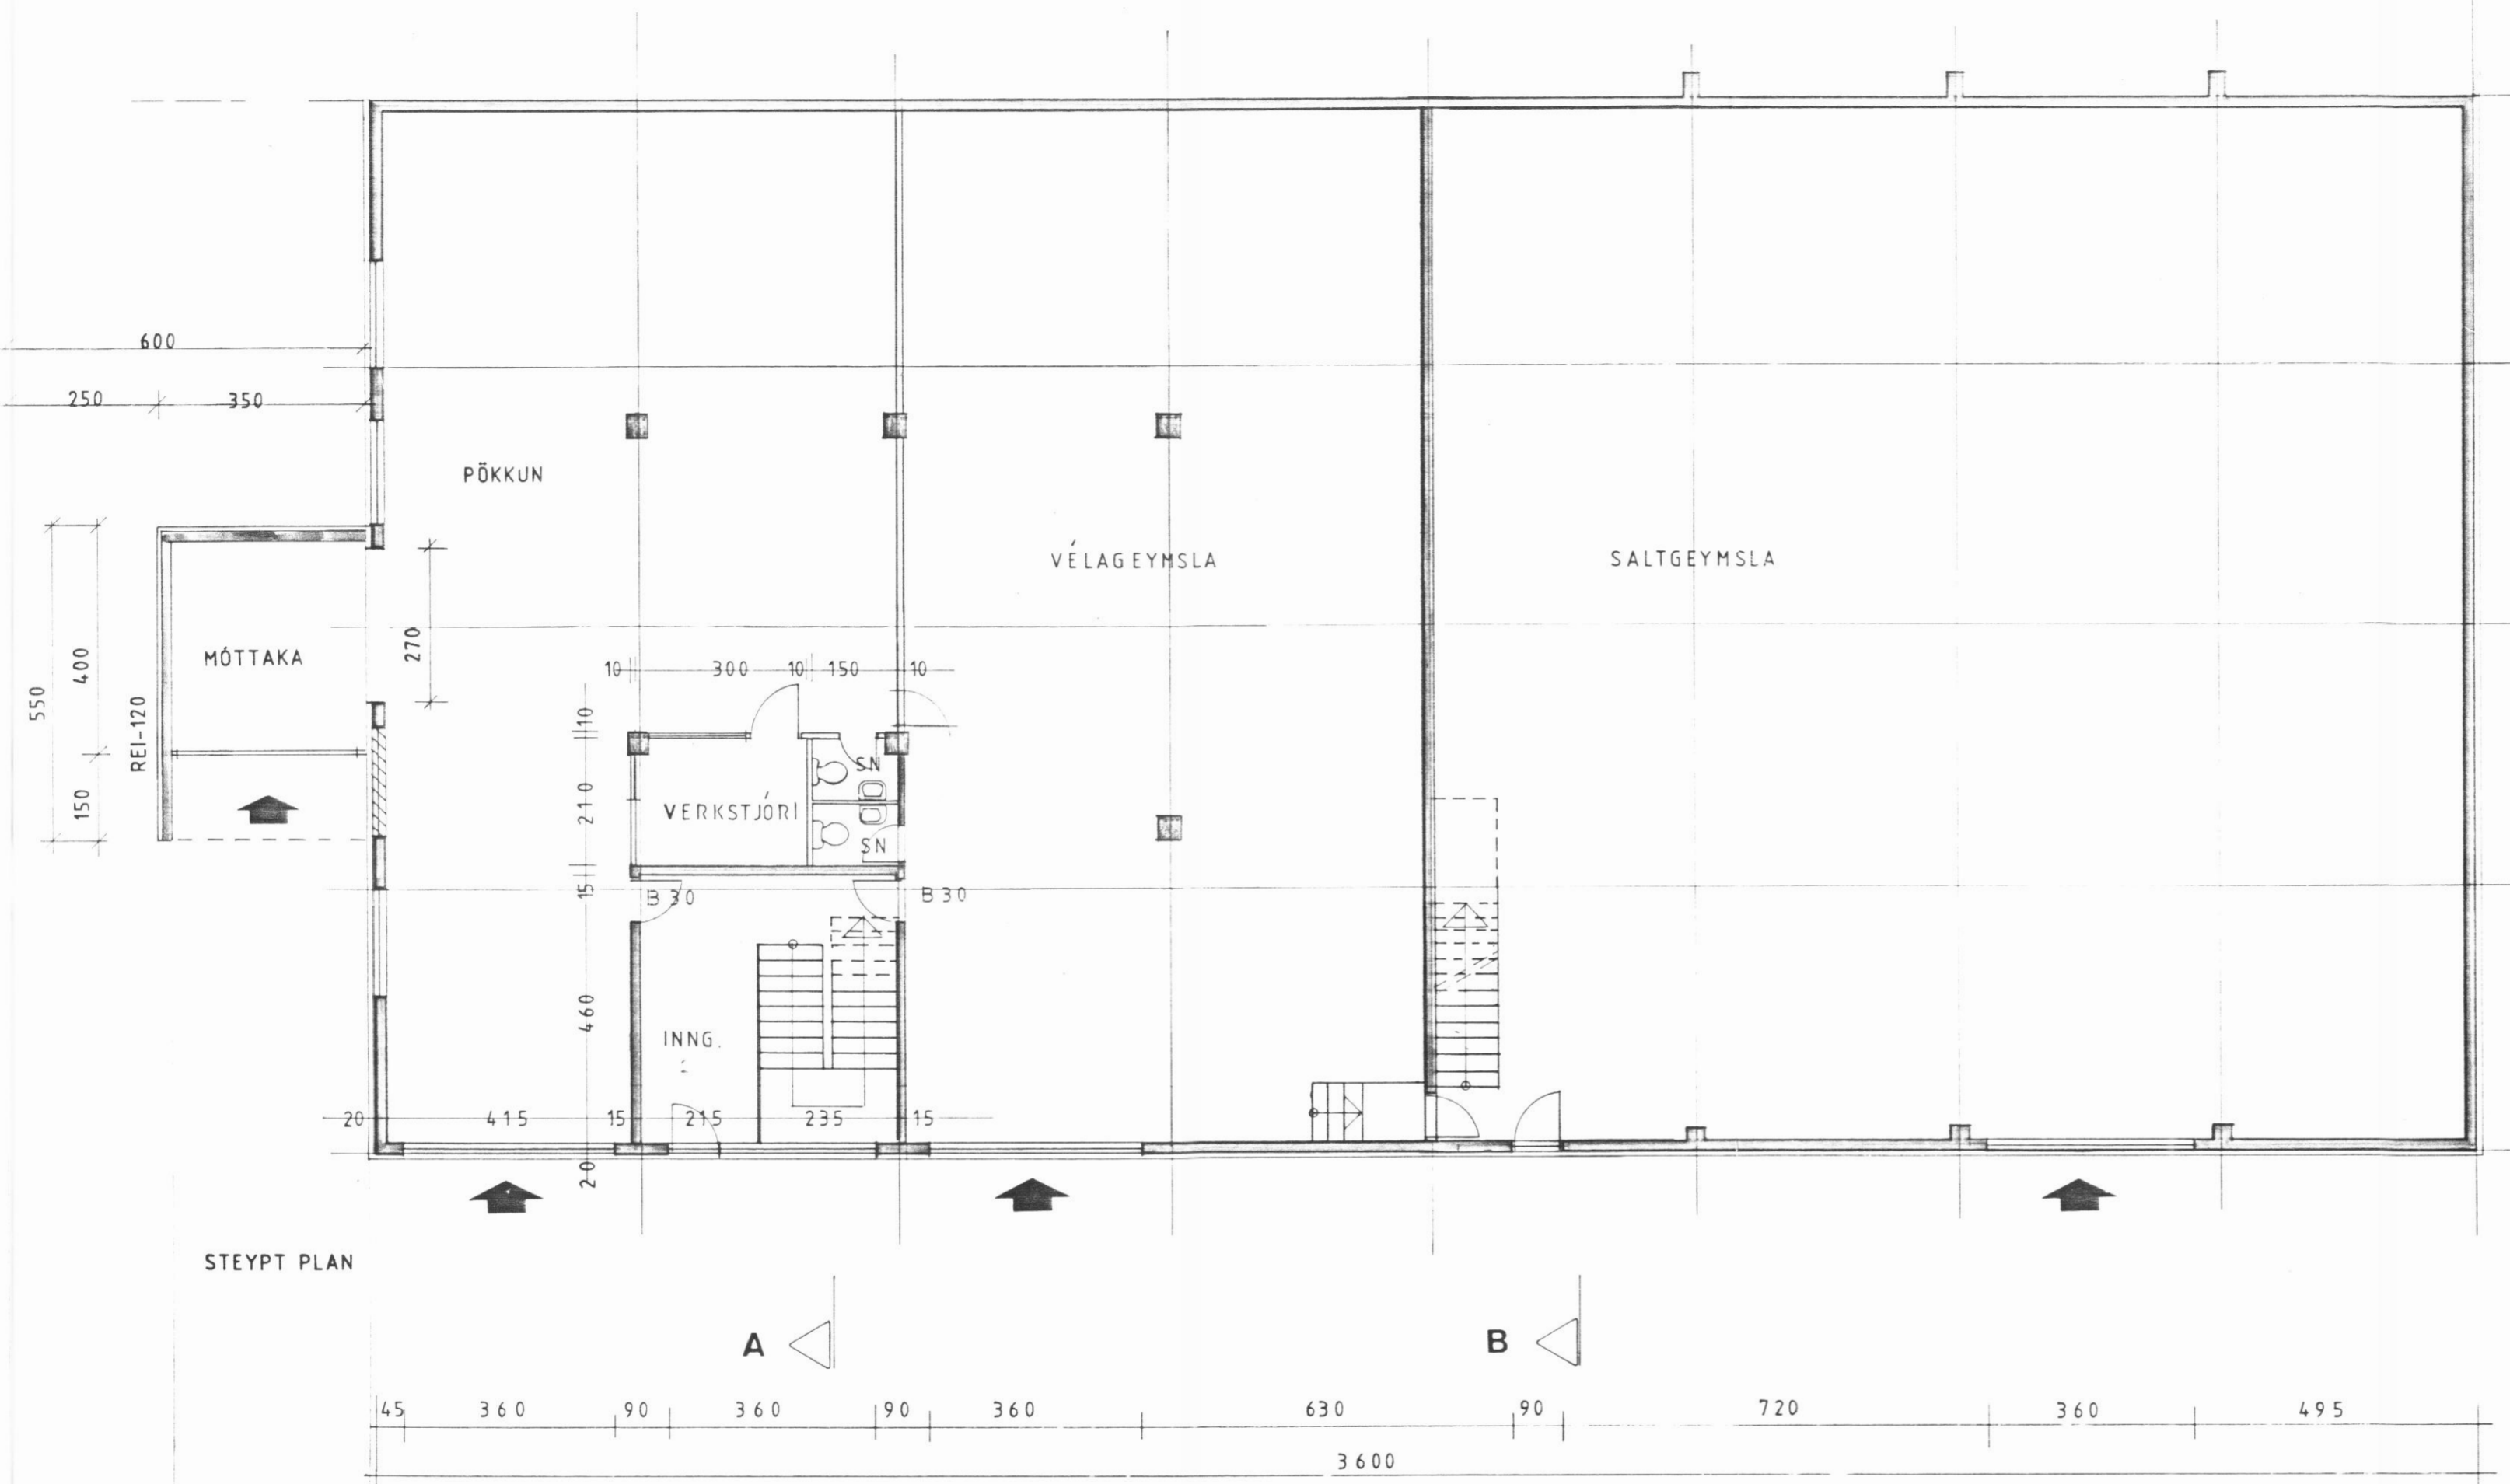 600
250 350
PÖKKUN
VÉLAGEYMSLA
SALTGEYMSLA
MÓTTAKA
270
400
550
REI-120
150
10 300 10 150 10
10
210
15
460
20
SN
VERKSTJÓRI
SN
B30
B30
INNG.
20 415 15 215 235 15
STEYPT PLAN
A
B
45 360 90 360 90 360 630 90 720 360 495
3600